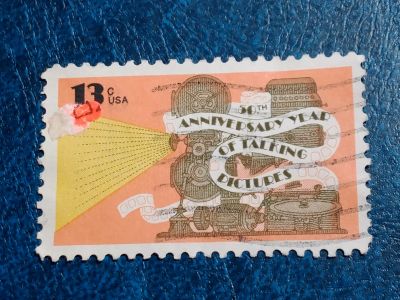 13c
USA
50TH
ANNIVERSARY YEAR
OF TALKING
PICTURES